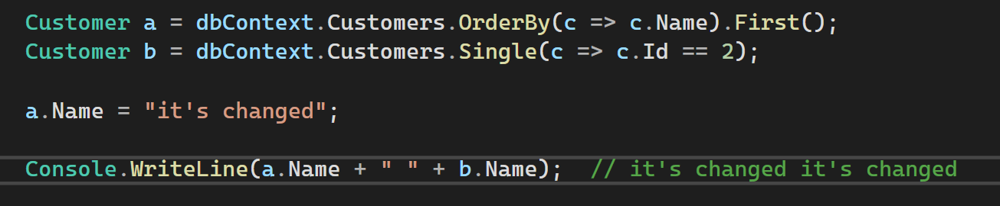 Customer a = dbContext.Customers.OrderBy(c => c.Name).First();
Customer b = dbContext.Customers.Single(c => c.Id == 2);
a.Name = "it's changed";
Console.WriteLine(a.Name + " " + b.Name);  // it's changed it's changed